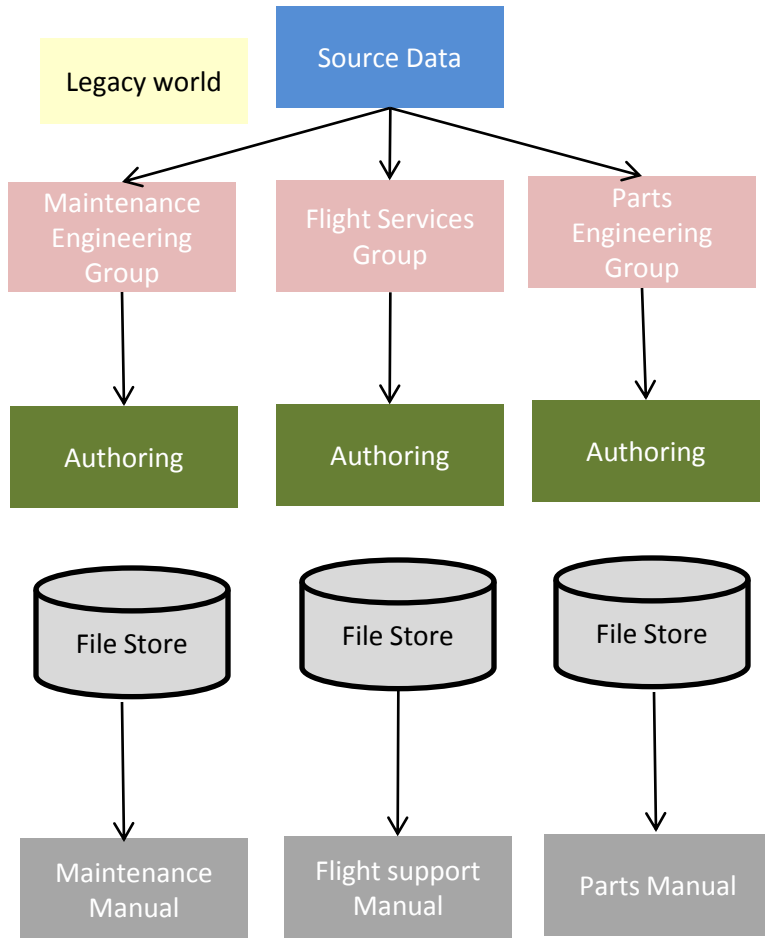 Source Data
Legacy world
Maintenance
Engineering
Group
Flight Services
Group
Parts
Engineering
Group
Authoring
Authoring
Authoring
File Store
File Store
File Store
Maintenance
Manual
Flight support
Manual
Parts Manual